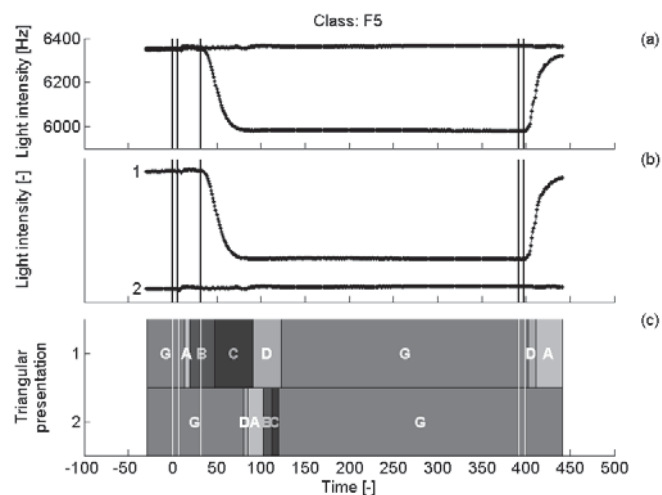 Class: F5
(a)
Light intensity [Hz]
6400
6200
6000
(b)
Light intensity [-]
1
2
(c)
Triangular
presentation
1
G A B C D G D A
2
G D A B C G
-100 -50 0 50 100 150 200 250 300 350 400 450 500
Time [-]